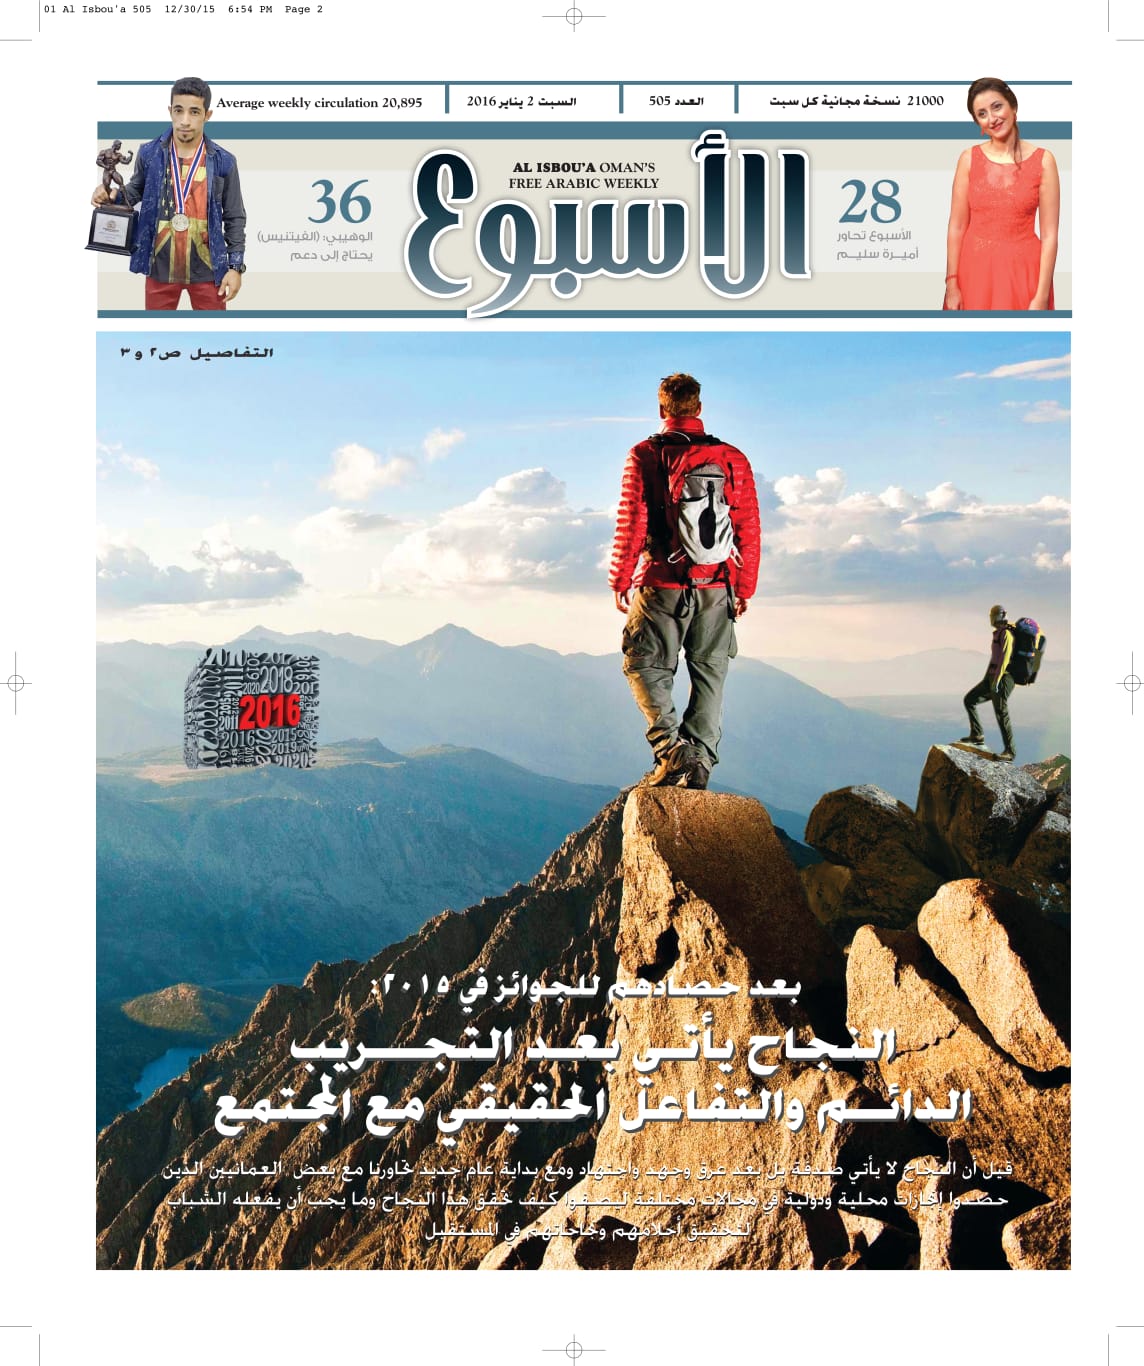 01 Al Isbou'a 505 12/30/15 6:54 PM Page 2
21000 نسخة مجانية كل سبت
العدد 505
السبت 2 يناير 2016
Average weekly circulation 20,895
الأسبوع
AL ISBOU'A OMAN'S
FREE ARABIC WEEKLY
28
الأسبوع تحاور
أميرة سليم
36
الوهيبي: (الفيتنيس)
يحتاج إلى دعم
التفاصيل ص٢ و ٣
2016
بعد حصادهم للجوائز في ٢٠١٥:
النجاح يأتي بعد التجريب
الدائم والتفاعل الحقيقي مع المجتمع
قيل أن النجاح لا يأتي صدفة بل بعد عرق وجهد واجتهاد ومع بداية عام جديد تحاورنا مع بعض العمانيين الذين
حصدوا إنجازات محلية ودولية في مجالات مختلفة ليصفوا كيف تحقق هذا النجاح وما يجب أن يفعله الشباب
لتحقيق أحلامهم ونجاحاتهم في المستقبل